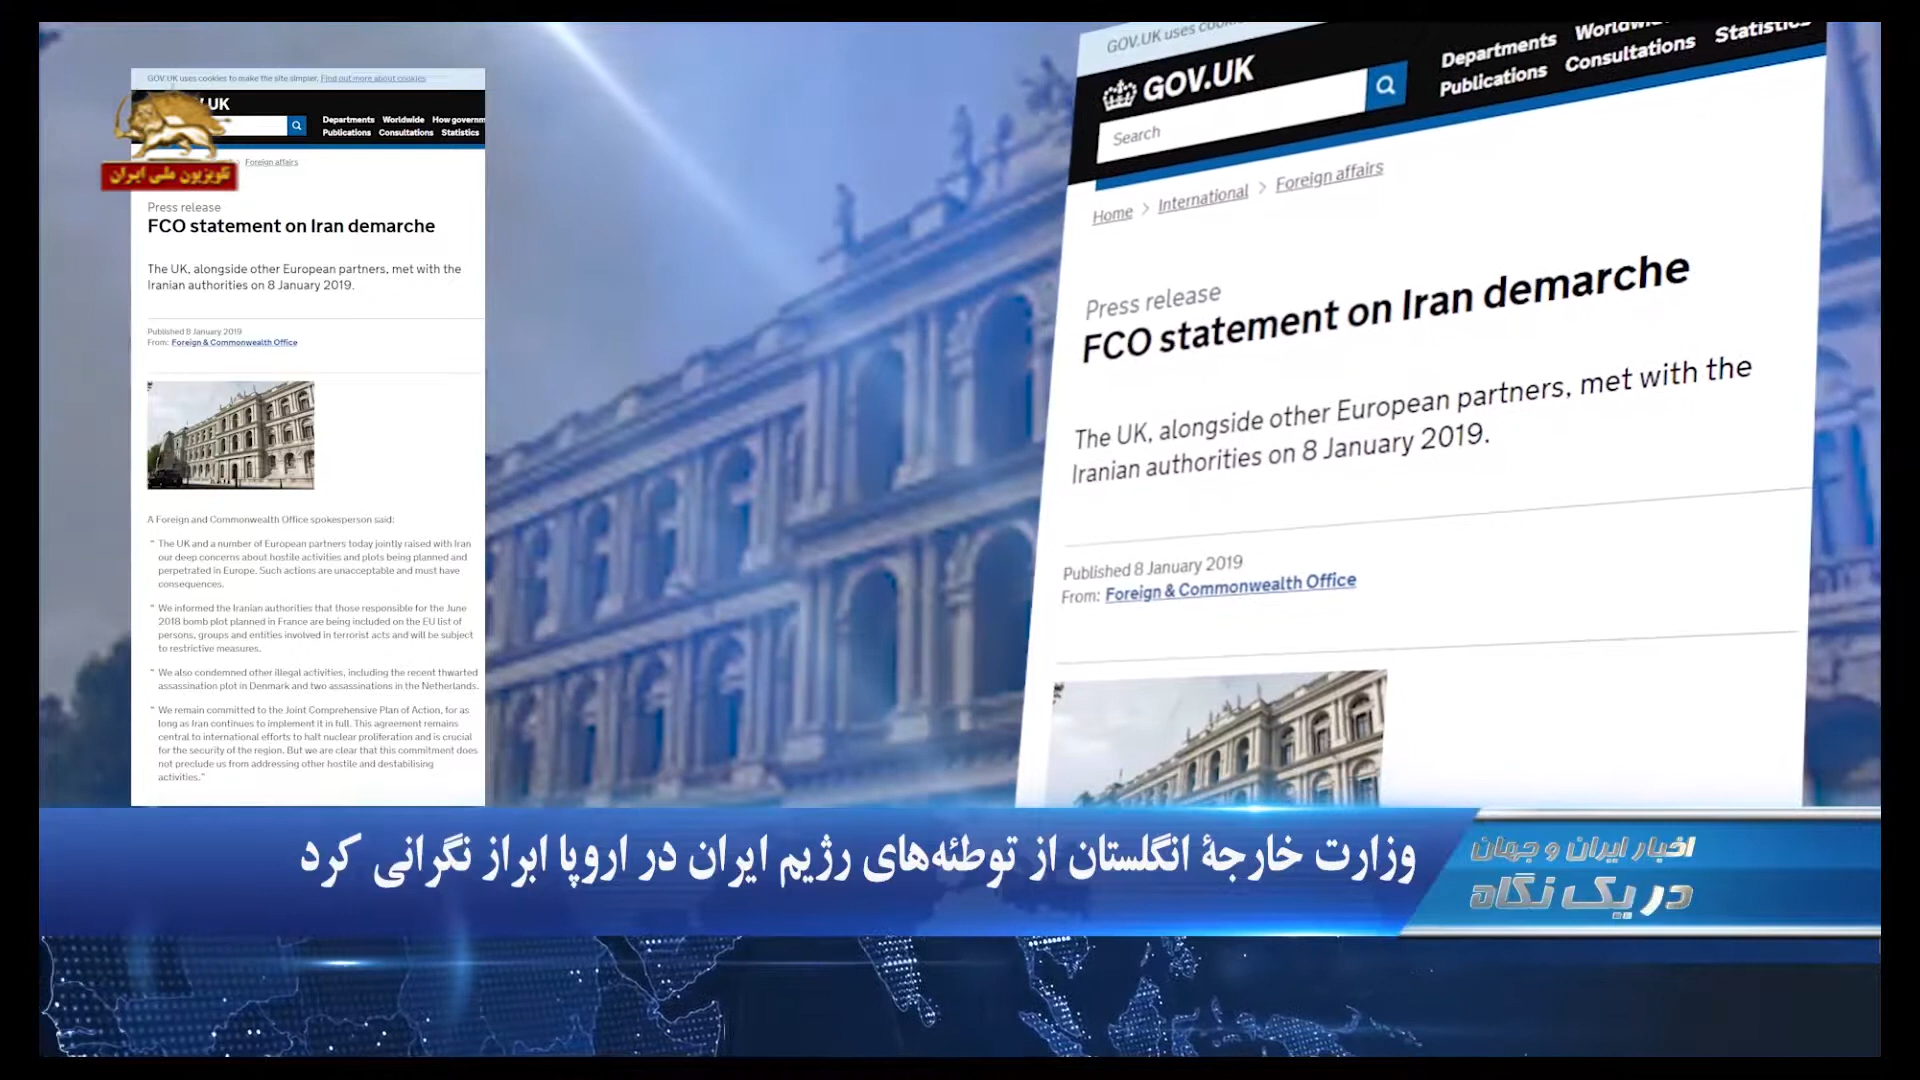 GOV.UK uses cookies to make the site simpler. Find out more about cookies
UK
Departments Worldwide How governm
Publications Consultations Statistics
Foreign affairs
تلویزیون ملی ایران
Press release
FCO statement on Iran demarche
The UK, alongside other European partners, met with the
Iranian authorities on 8 January 2019.
Published 8 January 2019
From: Foreign & Commonwealth Office
A Foreign and Commonwealth Office spokesperson said:
" The UK and a number of European partners today jointly raised with Iran
our deep concerns about hostile activities and plots being planned and
perpetrated in Europe. Such actions are unacceptable and must have
consequences.
" We informed the Iranian authorities that those responsible for the June
2018 bomb plot planned in France are being included on the EU list of
persons, groups and entities involved in terrorist acts and will be subject
to restrictive measures.
" We also condemned other illegal activities, including the recent thwarted
assassination plot in Denmark and two assassinations in the Netherlands.
" We remain committed to the Joint Comprehensive Plan of Action, for as
long as Iran continues to implement it in full. This agreement remains
central to international efforts to halt nuclear proliferation and is crucial
for the security of the region. But we are clear that this commitment does
not preclude us from addressing other hostile and destabilising
activities."
GOV.UK uses
GOV.UK
Search
Departments Worldwide
Publications Consultations Statistics
Home > International > Foreign affairs
Press release
FCO statement on Iran demarche
The UK, alongside other European partners, met with the
Iranian authorities on 8 January 2019.
Published 8 January 2019
From: Foreign & Commonwealth Office
وزارت خارجهٔ انگلستان از توطئه‌های رژیم ایران در اروپا ابراز نگرانی کرد
اخبار ایران و جهان
در یک نگاه